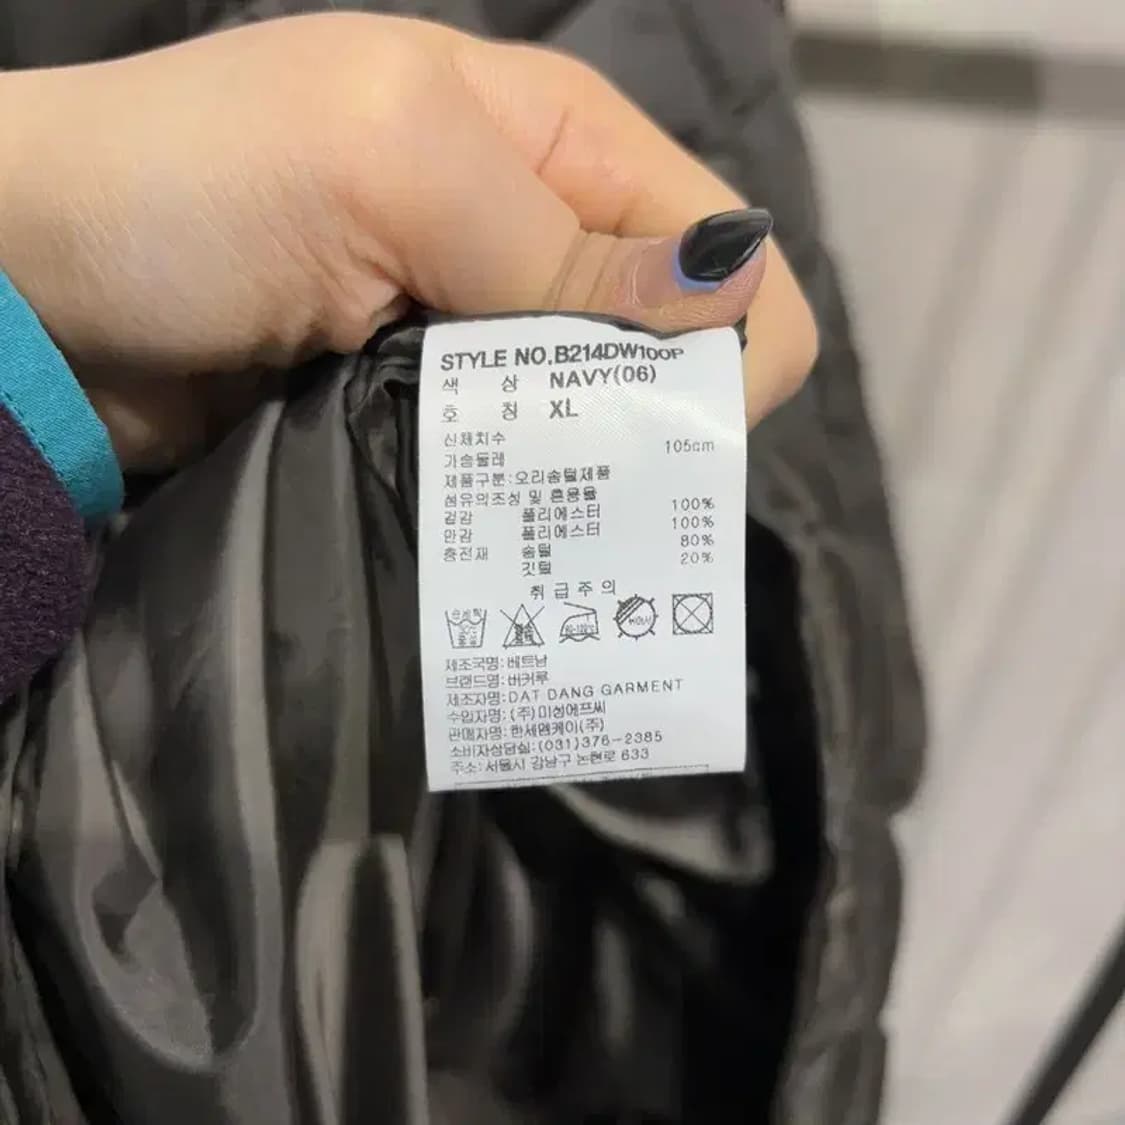 STYLE NO.B214DW100P
색 상 NAVY(06)
호 칭 XL
신체치수
가슴둘레 105cm
제품구분:오리솜털제품
섬유의조성 및 혼용율
겉감 폴리에스터 100%
안감 폴리에스터 100%
충전재 솜털 80%
깃털 20%
취급주의
80-120℃
제조국명:베트남
브랜드명:버커루
제조자명:DAT DANG GARMENT
수입자명:(주)미성에프씨
판매자명:한세엠케이(주)
소비자상담실:(031)376-2385
주소:서울시 강남구 논현로 633